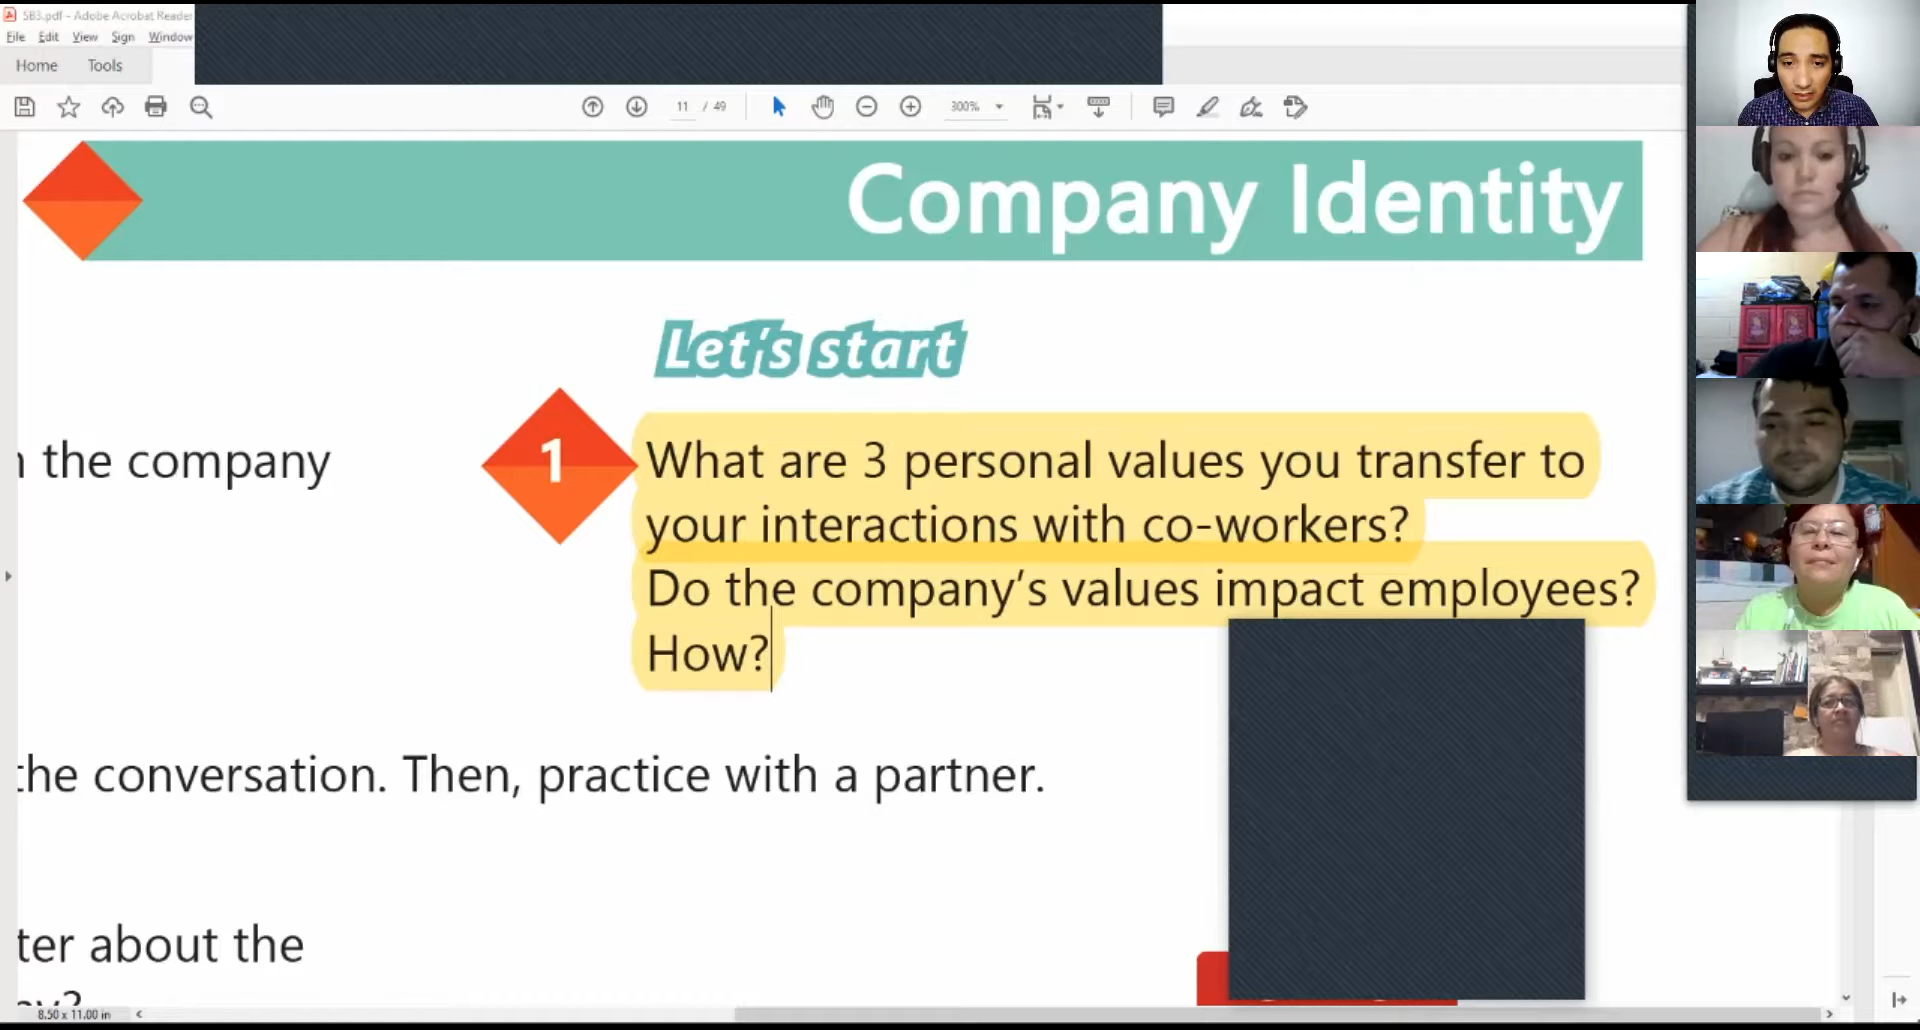 SB3.pdf - Adobe Acrobat Reader
File Edit View Sign Window
Home Tools
11 / 49 300%
Company Identity
Let's start
1
What are 3 personal values you transfer to
your interactions with co-workers?
Do the company's values impact employees?
How?
the company
the conversation. Then, practice with a partner.
ter about the
8.50 x 11.00 in